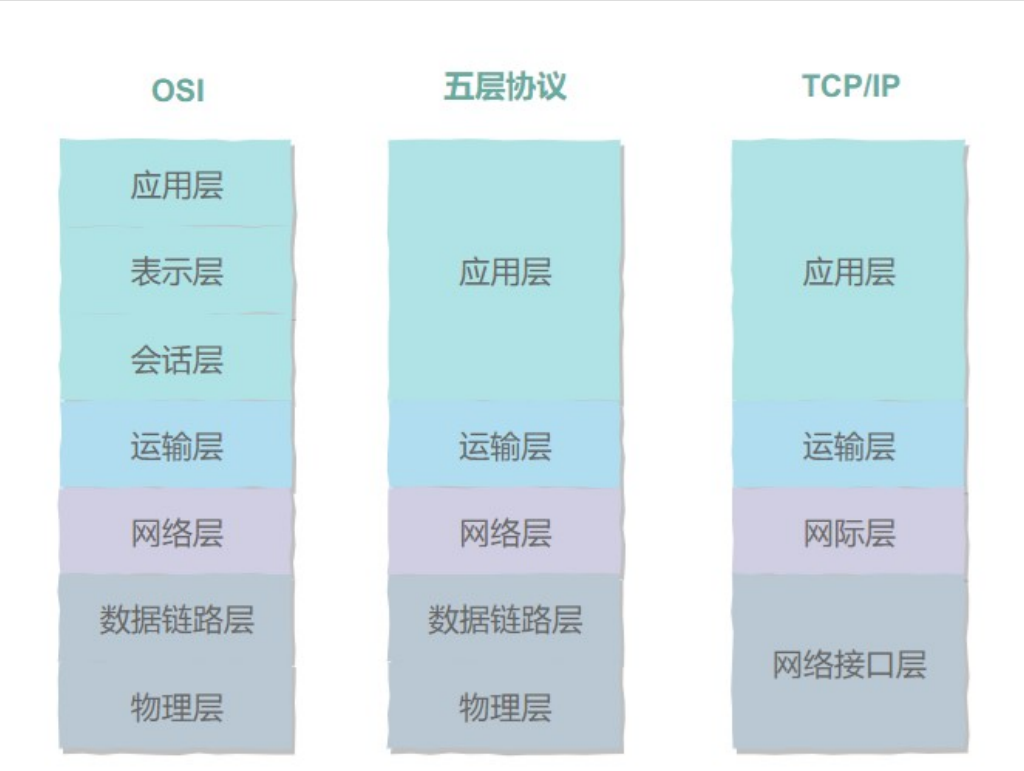 OSI
五层协议
TCP/IP
应用层
表示层
会话层
运输层
网络层
数据链路层
物理层
应用层
运输层
网络层
数据链路层
物理层
应用层
运输层
网际层
网络接口层